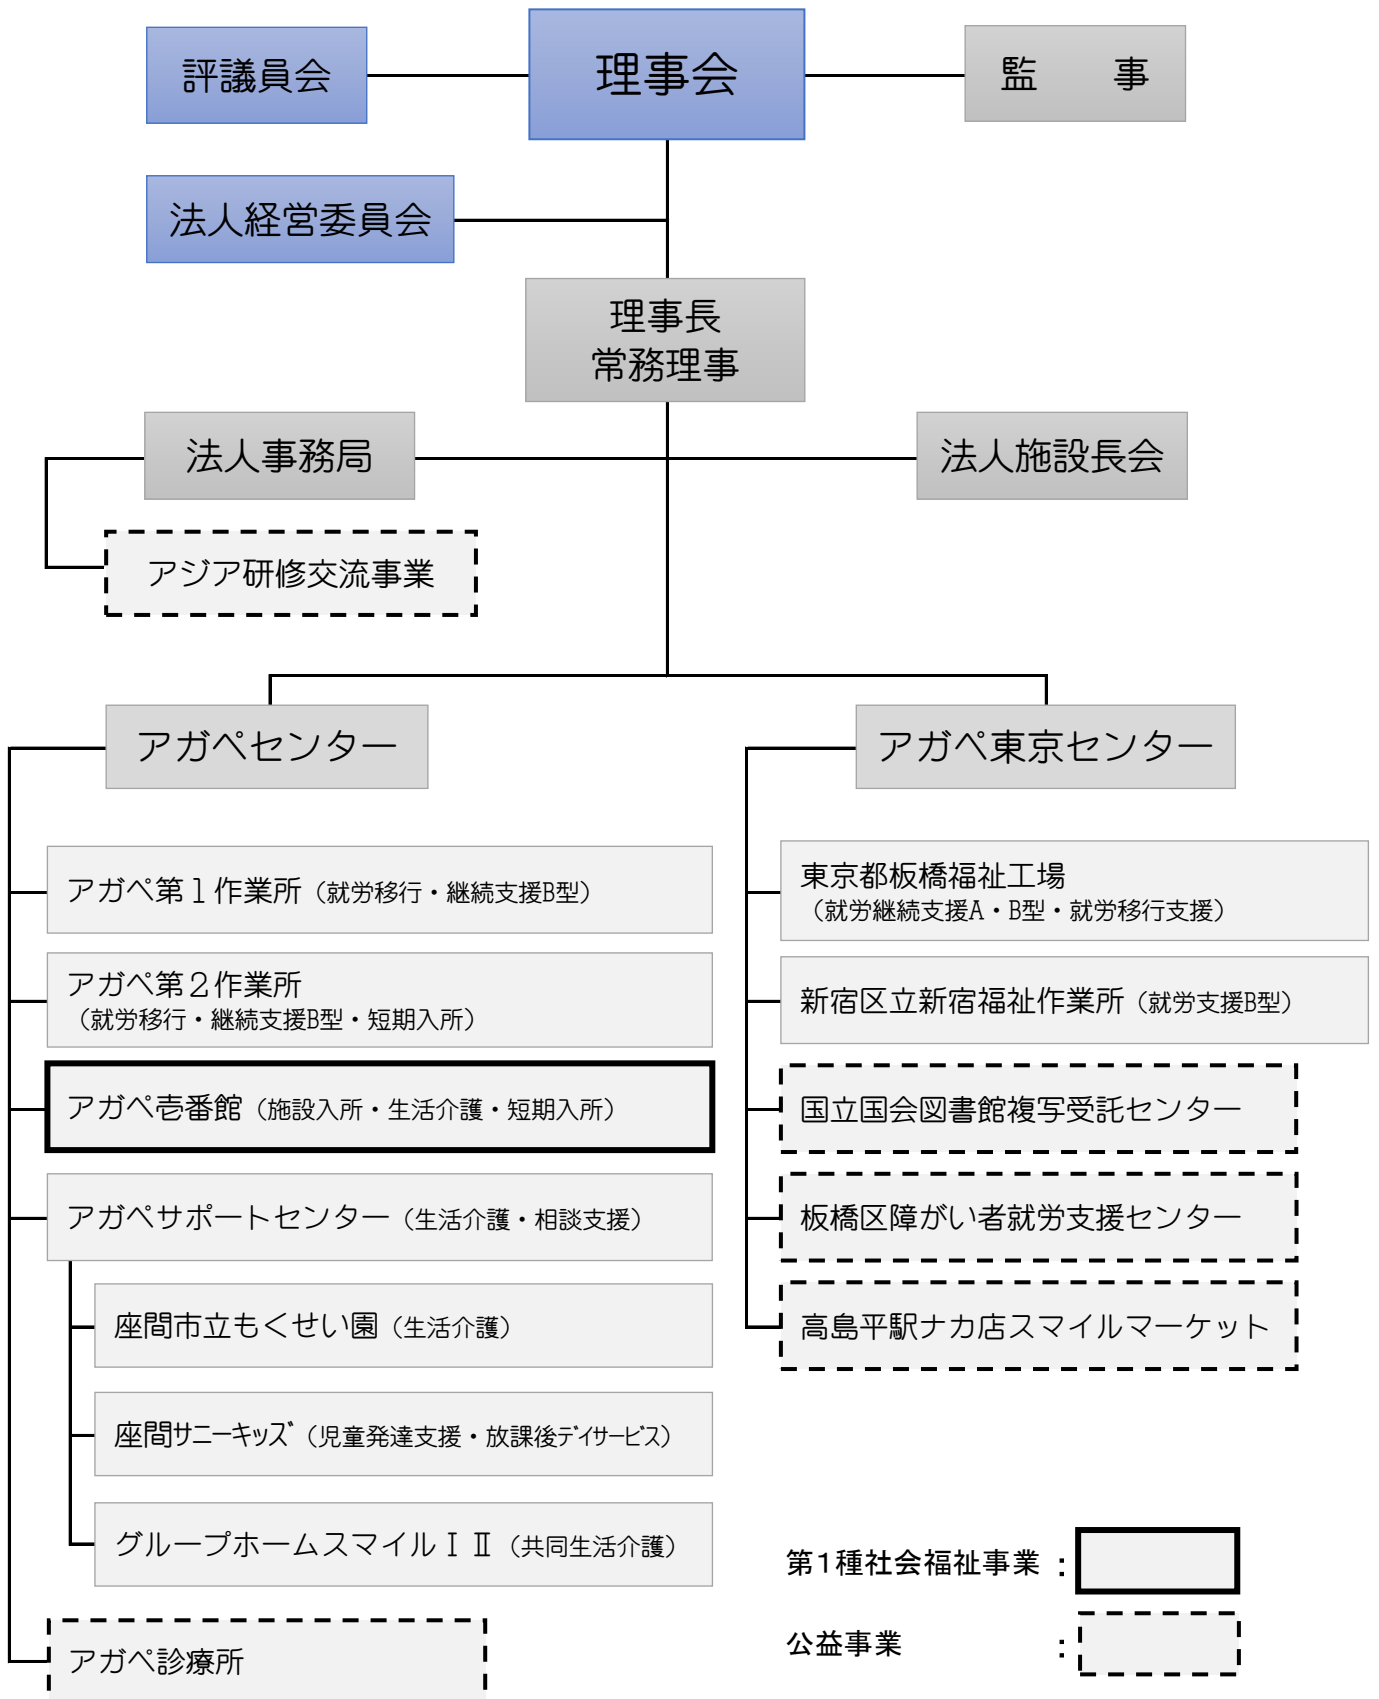 評議員会
理事会
監　　事
法人経営委員会
理事長
常務理事
法人事務局
法人施設長会
アジア研修交流事業
アガペセンター
アガペ第１作業所（就労移行・継続支援B型）
アガペ第２作業所
（就労移行・継続支援B型・短期入所）
アガペ壱番館（施設入所・生活介護・短期入所）
アガペサポートセンター（生活介護・相談支援）
座間市立もくせい園（生活介護）
座間ｻﾆｰｷｯｽﾞ（児童発達支援・放課後ﾃﾞｲｻｰﾋﾞｽ）
グループホームスマイルⅠⅡ（共同生活介護）
アガペ診療所
アガペ東京センター
東京都板橋福祉工場
（就労継続支援A・B型・就労移行支援）
新宿区立新宿福祉作業所（就労支援B型）
国立国会図書館複写受託センター
板橋区障がい者就労支援センター
高島平駅ナカ店スマイルマーケット
第1種社会福祉事業　：
公益事業　：